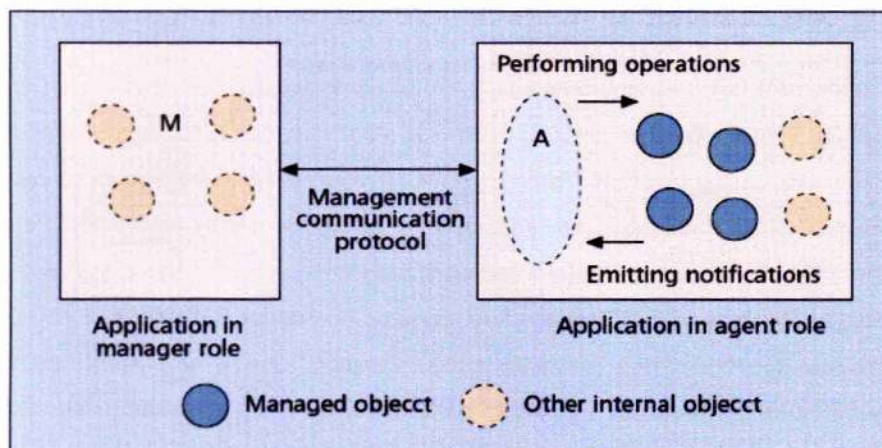 Performing operations
M
A
Management
communication
protocol
Emitting notifications
Application in
manager role
Application in agent role
Managed objecct
Other internal objecct